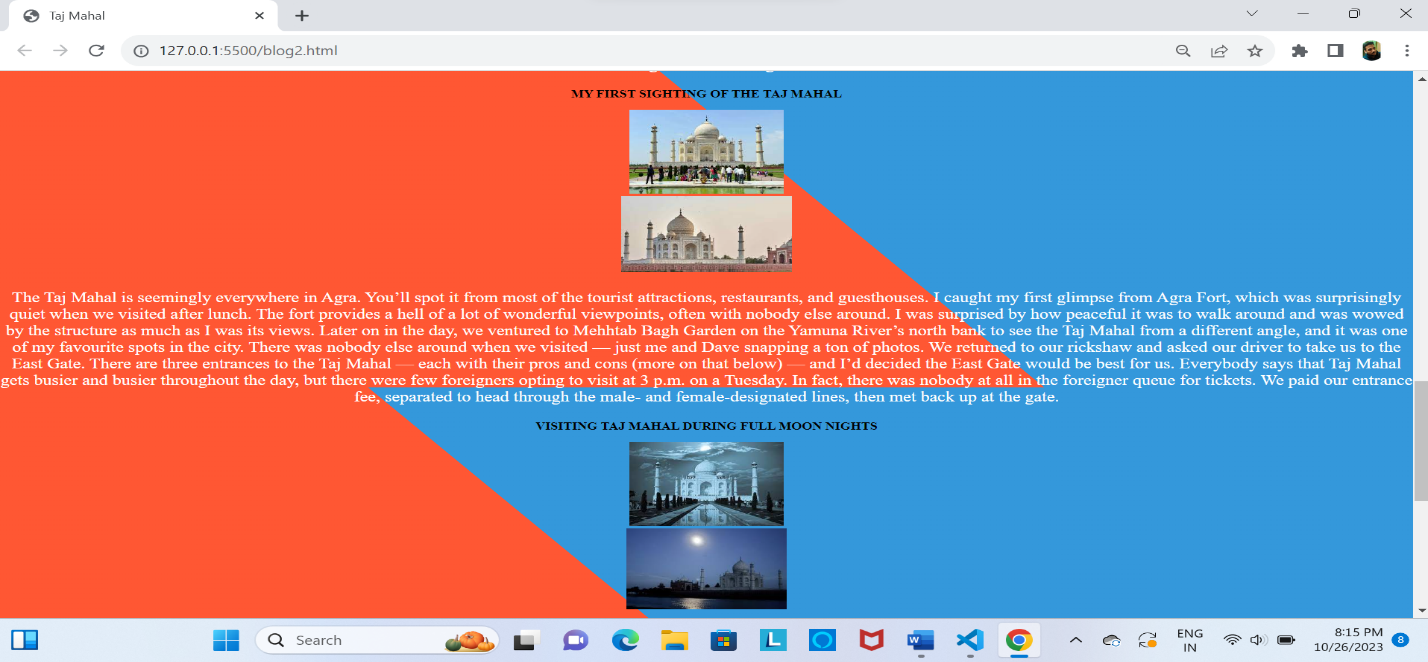 Taj Mahal
127.0.0.1:5500/blog2.html
MY FIRST SIGHTING OF THE TAJ MAHAL
The Taj Mahal is seemingly everywhere in Agra. You’ll spot it from most of the tourist attractions, restaurants, and guesthouses. I caught my first glimpse from Agra Fort, which was surprisingly
quiet when we visited after lunch. The fort provides a hell of a lot of wonderful viewpoints, often with nobody else around. I was surprised by how peaceful it was to walk around and was wowed
by the structure as much as I was its views. Later on in the day, we ventured to Mehhtab Bagh Garden on the Yamuna River’s north bank to see the Taj Mahal from a different angle, and it was one
of my favourite spots in the city. There was nobody else around when we visited — just me and Dave snapping a ton of photos. We returned to our rickshaw and asked our driver to take us to the
East Gate. There are three entrances to the Taj Mahal — each with their pros and cons (more on that below) — and I’d decided the East Gate would be best for us. Everybody says that Taj Mahal
gets busier and busier throughout the day, but there were few foreigners opting to visit at 3 p.m. on a Tuesday. In fact, there was nobody at all in the foreigner queue for tickets. We paid our entrance
fee, separated to head through the male- and female-designated lines, then met back up at the gate.
VISITING TAJ MAHAL DURING FULL MOON NIGHTS
Search
L
W
ENG
IN
8:15 PM
10/26/2023
8